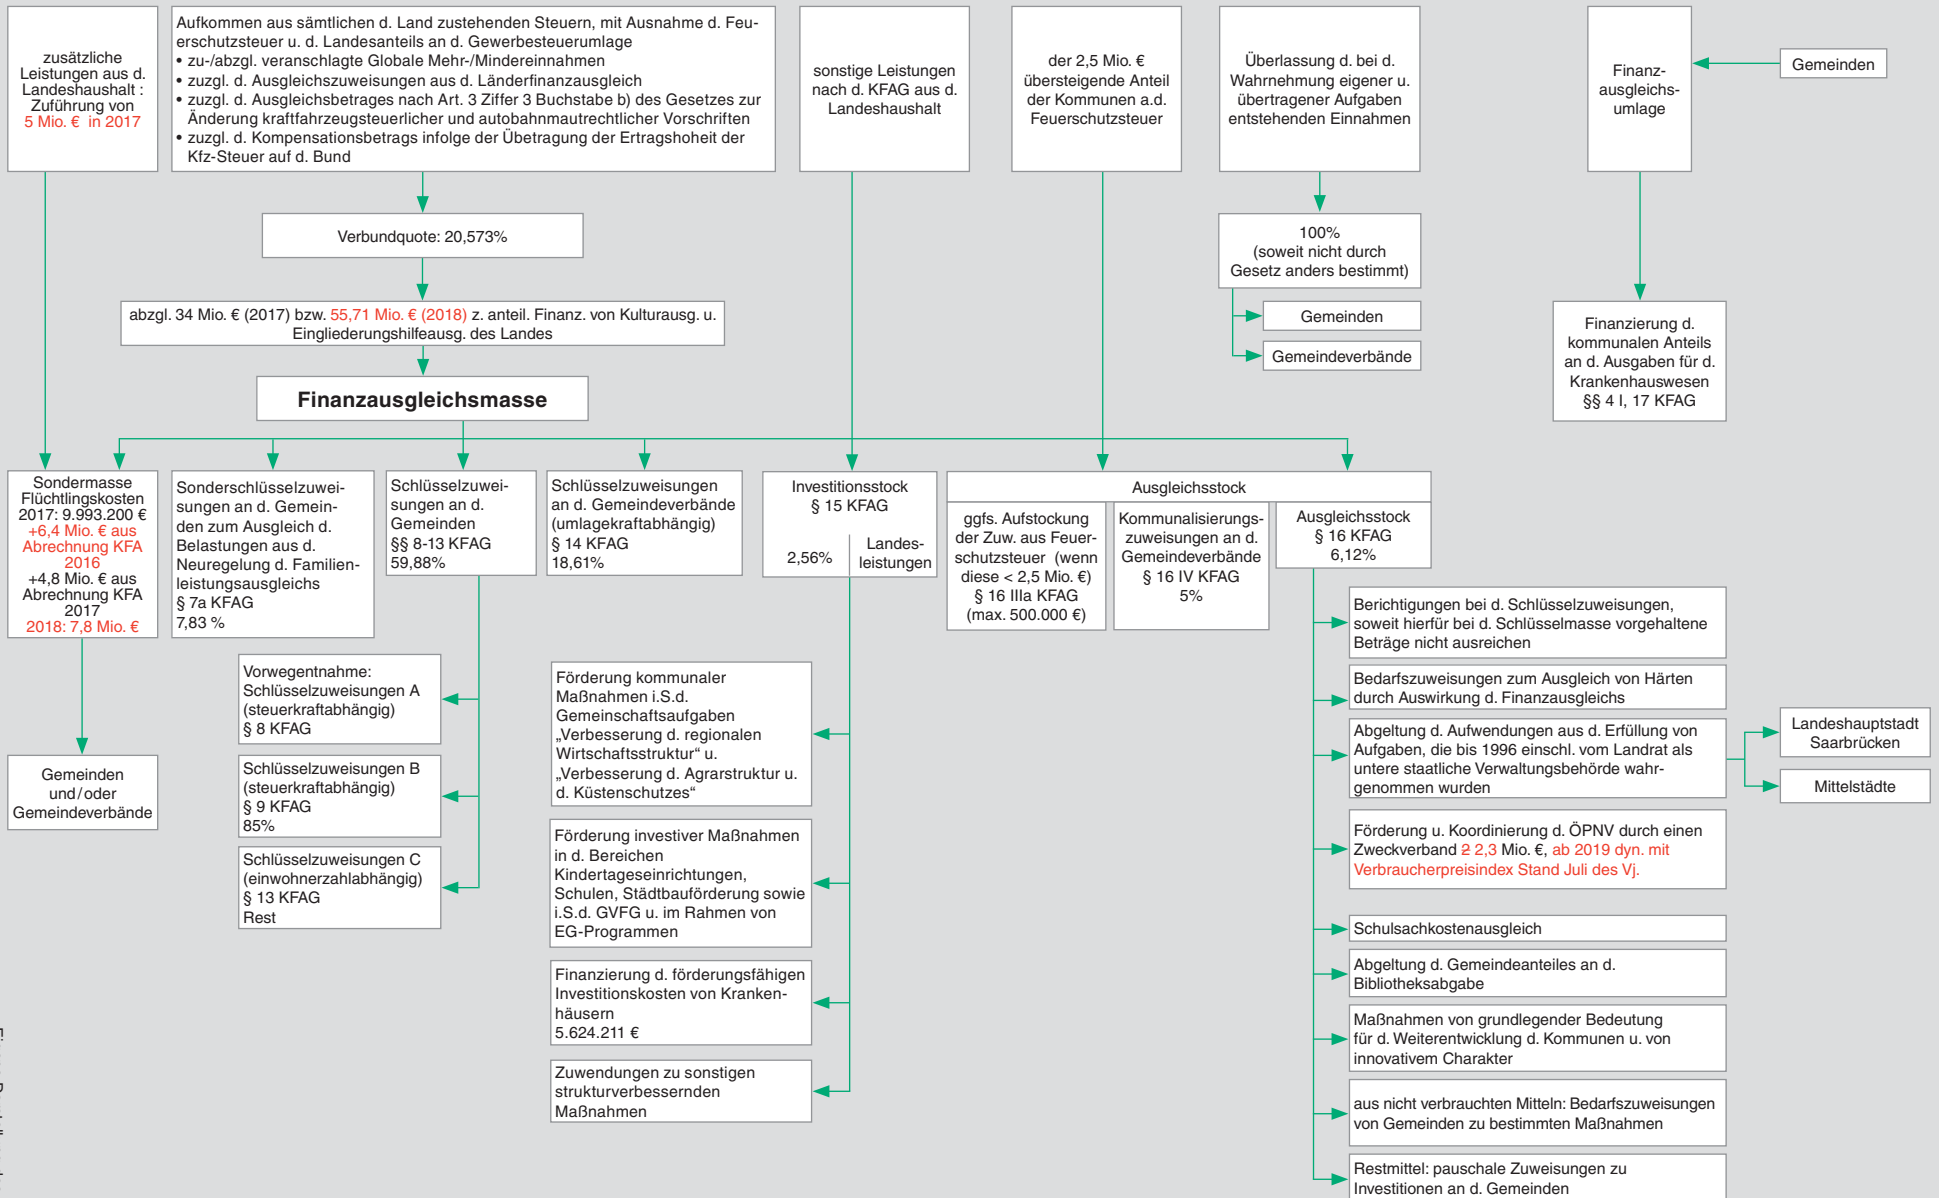 zusätzliche
Leistungen aus d.
Landeshaushalt :
Zuführung von
5 Mio. € in 2017
Aufkommen aus sämtlichen d. Land zustehenden Steuern, mit Ausnahme d. Feu-
erschutzsteuer u. d. Landesanteils an d. Gewerbesteuerumlage
• zu-/abzgl. veranschlagte Globale Mehr-/Mindereinnahmen
• zuzgl. d. Ausgleichszuweisungen aus d. Länderfinanzausgleich
• zuzgl. d. Ausgleichsbetrages nach Art. 3 Ziffer 3 Buchstabe b) des Gesetzes zur
Änderung kraftfahrzeugsteuerlicher und autobahnmautrechtlicher Vorschriften
• zuzgl. d. Kompensationsbetrags infolge der Übetragung der Ertragshoheit der
Kfz-Steuer auf d. Bund
sonstige Leistungen
nach d. KFAG aus d.
Landeshaushalt
der 2,5 Mio. €
übersteigende Anteil
der Kommunen a.d.
Feuerschutzsteuer
Überlassung d. bei d.
Wahrnehmung eigener u.
übertragener Aufgaben
entstehenden Einnahmen
Finanz-
ausgleichs-
umlage
Gemeinden
Verbundquote: 20,573%
100%
(soweit nicht durch
Gesetz anders bestimmt)
abzgl. 34 Mio. € (2017) bzw. 55,71 Mio. € (2018) z. anteil. Finanz. von Kulturausg. u.
Eingliederungshilfeausg. des Landes
Gemeinden
Gemeindeverbände
Finanzierung d.
kommunalen Anteils
an d. Ausgaben für d.
Krankenhauswesen
§§ 4 I, 17 KFAG
Finanzausgleichsmasse
Sondermasse
Flüchtlingskosten
2017: 9.993.200 €
+6,4 Mio. € aus
Abrechnung KFA
2016
+4,8 Mio. € aus
Abrechnung KFA
2017
2018: 7,8 Mio. €
Sonderschlüsselzuwei-
sungen an d. Gemein-
den zum Ausgleich d.
Belastungen aus d.
Neuregelung d. Familien-
leistungsausgleichs
§ 7a KFAG
7,83 %
Schlüsselzuwei-
sungen an d.
Gemeinden
§§ 8-13 KFAG
59,88%
Schlüsselzuweisungen
an d. Gemeindeverbände
(umlagekraftabhängig)
§ 14 KFAG
18,61%
Investitionsstock
§ 15 KFAG
2,56%
Landes-
leistungen
Ausgleichsstock
ggfs. Aufstockung
der Zuw. aus Feuer-
schutzsteuer (wenn
diese < 2,5 Mio. €)
§ 16 IIIa KFAG
(max. 500.000 €)
Kommunalisierungs-
zuweisungen an d.
Gemeindeverbände
§ 16 IV KFAG
5%
Ausgleichsstock
§ 16 KFAG
6,12%
Gemeinden
und/oder
Gemeindeverbände
Vorwegentnahme:
Schlüsselzuweisungen A
(steuerkraftabhängig)
§ 8 KFAG
Schlüsselzuweisungen B
(steuerkraftabhängig)
§ 9 KFAG
85%
Schlüsselzuweisungen C
(einwohnerzahlabhängig)
§ 13 KFAG
Rest
Förderung kommunaler
Maßnahmen i.S.d.
Gemeinschaftsaufgaben
„Verbesserung d. regionalen
Wirtschaftsstruktur“ u.
„Verbesserung d. Agrarstruktur u.
d. Küstenschutzes“
Förderung investiver Maßnahmen
in d. Bereichen
Kindertageseinrichtungen,
Schulen, Städtbauförderung sowie
i.S.d. GVFG u. im Rahmen von
EG-Programmen
Finanzierung d. förderungsfähigen
Investitionskosten von Kranken-
häusern
5.624.211 €
Zuwendungen zu sonstigen
strukturverbessernden
Maßnahmen
Berichtigungen bei d. Schlüsselzuweisungen,
soweit hierfür bei d. Schlüsselmasse vorgehaltene
Beträge nicht ausreichen
Bedarfszuweisungen zum Ausgleich von Härten
durch Auswirkung d. Finanzausgleichs
Abgeltung d. Aufwendungen aus d. Erfüllung von
Aufgaben, die bis 1996 einschl. vom Landrat als
untere staatliche Verwaltungsbehörde wahr-
genommen wurden
Landeshauptstadt
Saarbrücken
Mittelstädte
Förderung u. Koordinierung d. ÖPNV durch einen
Zweckverband 2 2,3 Mio. €, ab 2019 dyn. mit
Verbraucherpreisindex Stand Juli des Vj.
Schulsachkostenausgleich
Abgeltung d. Gemeindeanteiles an d.
Bibliotheksabgabe
Maßnahmen von grundlegender Bedeutung
für d. Weiterentwicklung d. Kommunen u. von
innovativem Charakter
aus nicht verbrauchten Mitteln: Bedarfszuweisungen
von Gemeinden zu bestimmten Maßnahmen
Restmittel: pauschale Zuweisungen zu
Investitionen an d. Gemeinden